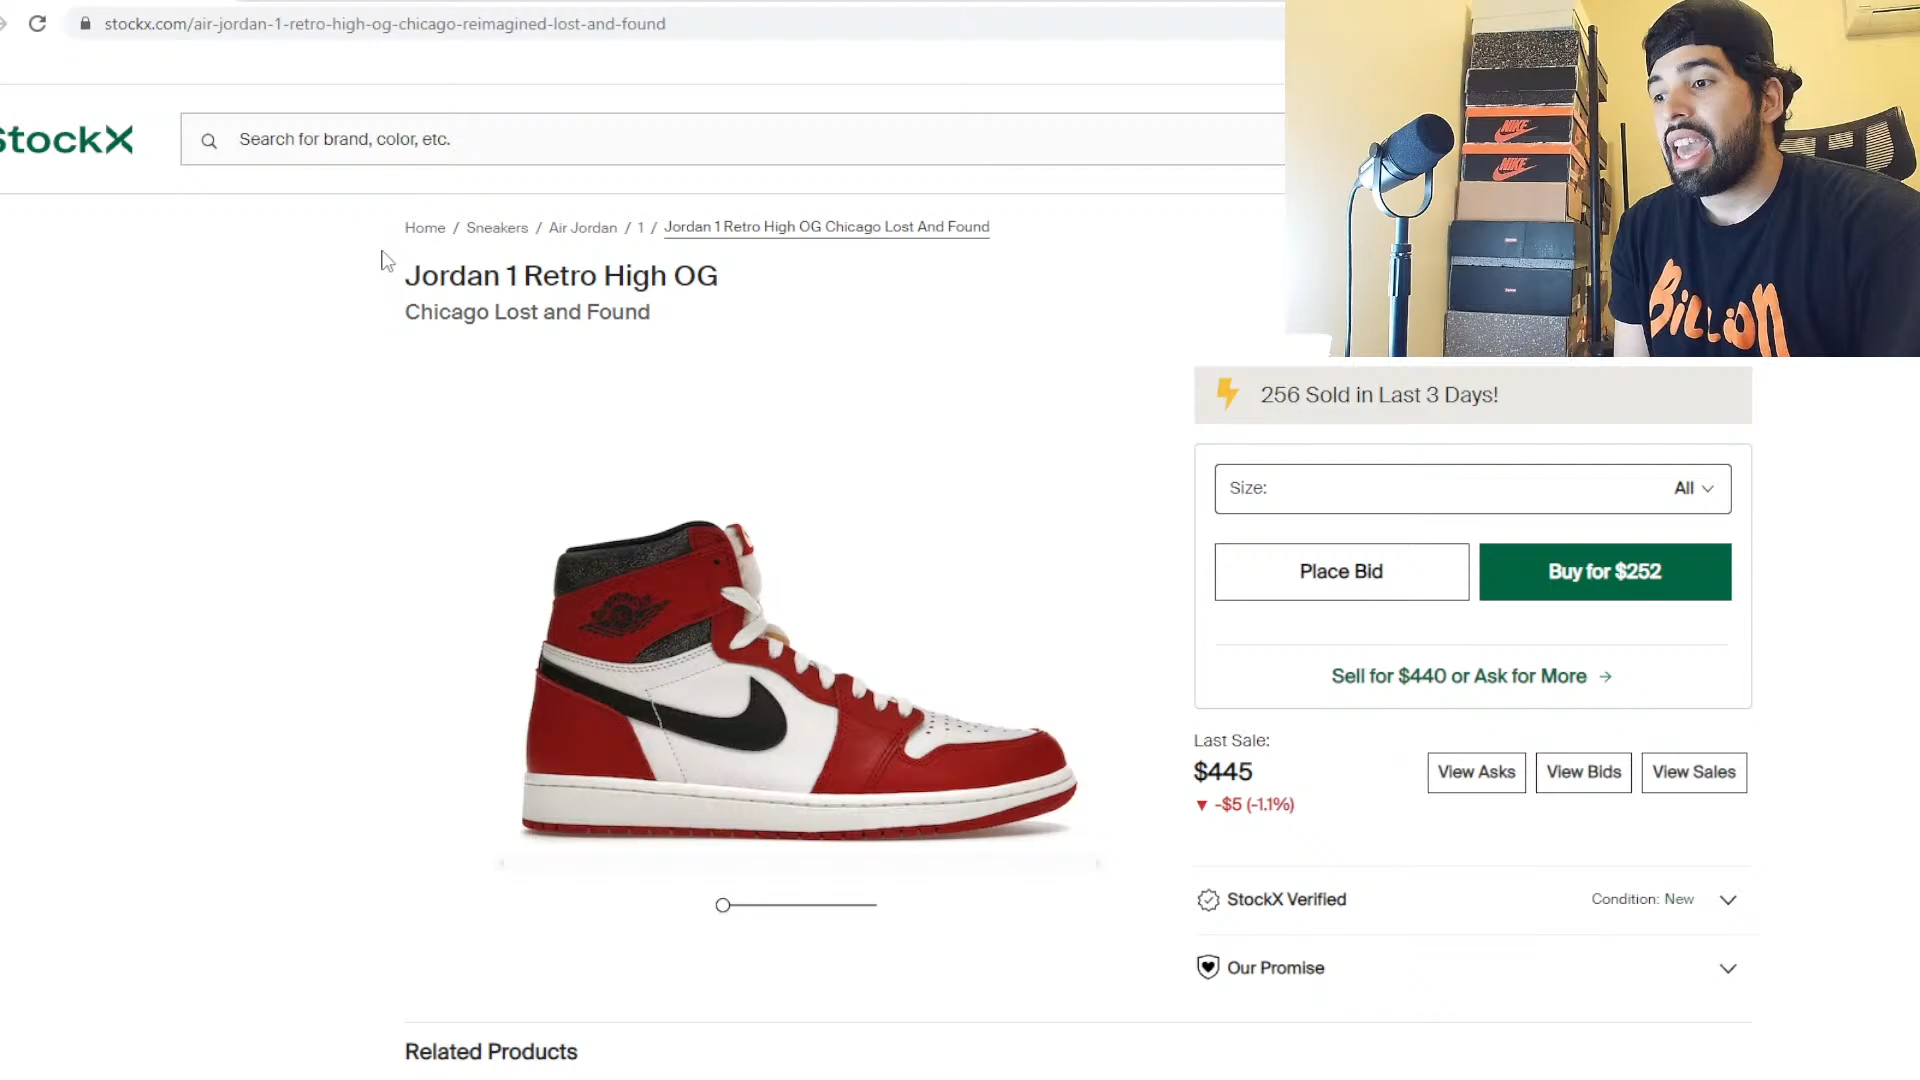 stockx.com/air-jordan-1-retro-high-og-chicago-reimagined-lost-and-found
StockX
Search for brand, color, etc.
NIKE
NIKE
BILLION
Home / Sneakers / Air Jordan / 1 / Jordan 1 Retro High OG Chicago Lost And Found
Jordan 1 Retro High OG
Chicago Lost and Found
256 Sold in Last 3 Days!
Size: All
Place Bid
Buy for $252
Sell for $440 or Ask for More →
Last Sale:
$445
▼ -$5 (-1.1%)
View Asks
View Bids
View Sales
StockX Verified
Condition: New
Our Promise
Related Products